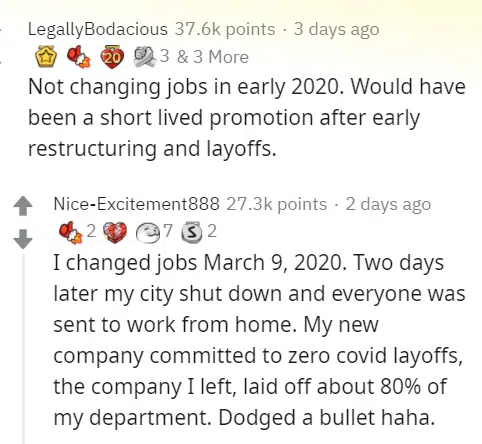 LegallyBodacious 37.6k points · 3 days ago
20 3 & 3 More
Not changing jobs in early 2020. Would have
been a short lived promotion after early
restructuring and layoffs.
Nice-Excitement888 27.3k points · 2 days ago
2 7 S 2
I changed jobs March 9, 2020. Two days
later my city shut down and everyone was
sent to work from home. My new
company committed to zero covid layoffs,
the company I left, laid off about 80% of
my department. Dodged a bullet haha.